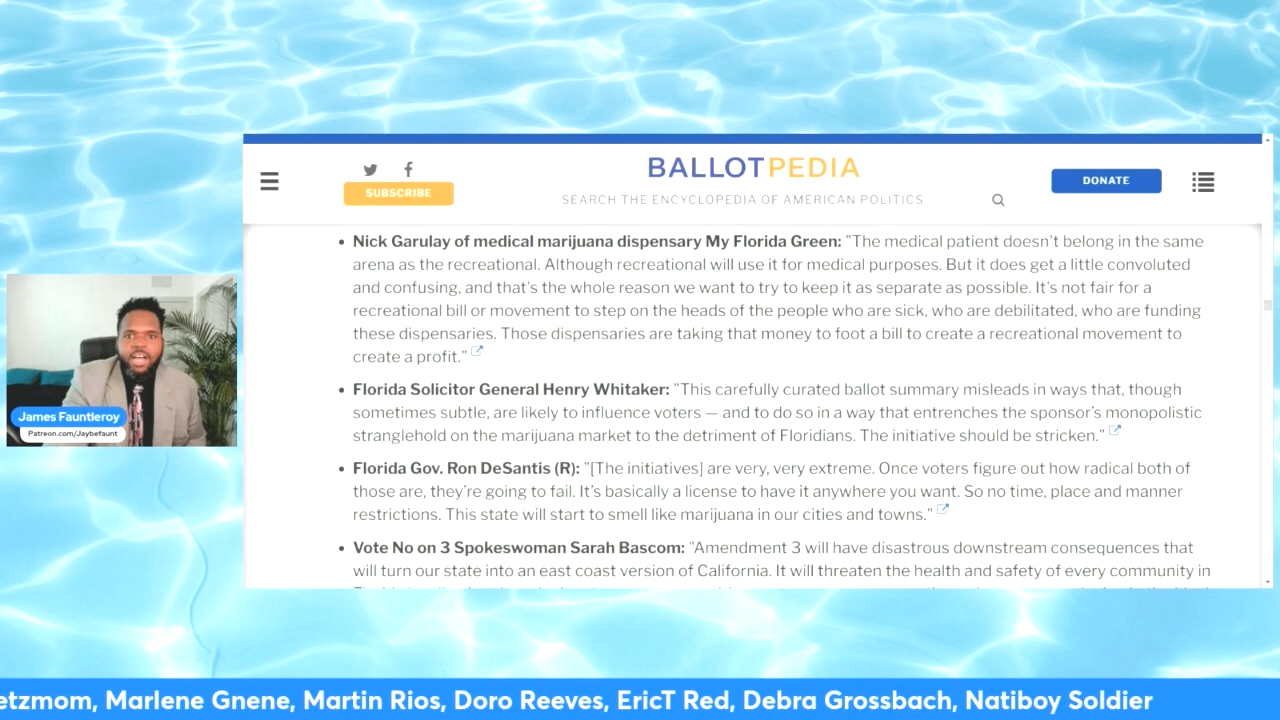 BALLOTPEDIA
SUBSCRIBE
SEARCH THE ENCYCLOPEDIA OF AMERICAN POLITICS
DONATE
• Nick Garulay of medical marijuana dispensary My Florida Green: "The medical patient doesn't belong in the same
arena as the recreational. Although recreational will use it for medical purposes. But it does get a little convoluted
and confusing, and that's the whole reason we want to try to keep it as separate as possible. It's not fair for a
recreational bill or movement to step on the heads of the people who are sick, who are debilitated, who are funding
these dispensaries. Those dispensaries are taking that money to foot a bill to create a recreational movement to
create a profit."
• Florida Solicitor General Henry Whitaker: "This carefully curated ballot summary misleads in ways that, though
sometimes subtle, are likely to influence voters — and to do so in a way that entrenches the sponsor's monopolistic
stranglehold on the marijuana market to the detriment of Floridians. The initiative should be stricken."
• Florida Gov. Ron DeSantis (R): "[The initiatives] are very, very extreme. Once voters figure out how radical both of
those are, they're going to fail. It's basically a license to have it anywhere you want. So no time, place and manner
restrictions. This state will start to smell like marijuana in our cities and towns."
• Vote No on 3 Spokeswoman Sarah Bascom: "Amendment 3 will have disastrous downstream consequences that
will turn our state into an east coast version of California. It will threaten the health and safety of every community in
James Fauntleroy
Patreon.com/Jaybefaunt
etzmom, Marlene Gnene, Martin Rios, Doro Reeves, EricT Red, Debra Grossbach, Natiboy Soldier